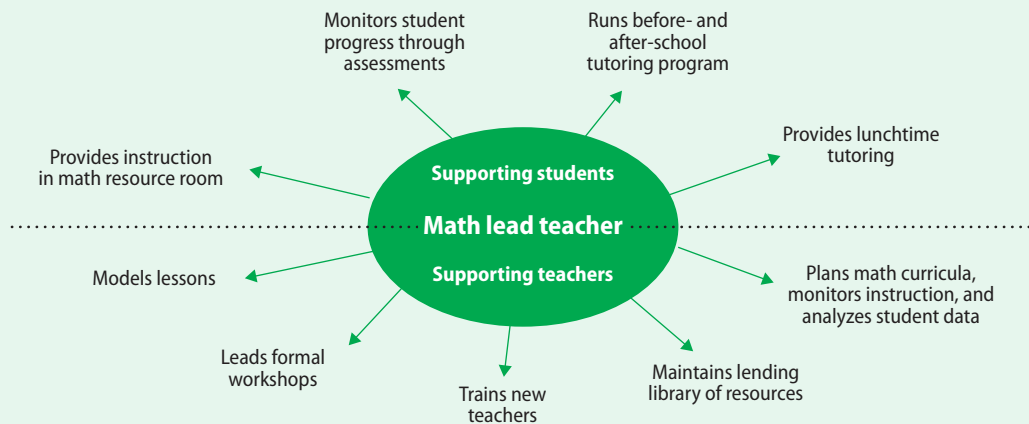 Monitors student
progress through
assessments
Runs before- and
after-school
tutoring program
Provides instruction
in math resource room
Provides lunchtime
tutoring
Supporting students
Math lead teacher
Supporting teachers
Models lessons
Plans math curricula,
monitors instruction, and
analyzes student data
Leads formal
workshops
Trains new
teachers
Maintains lending
library of resources